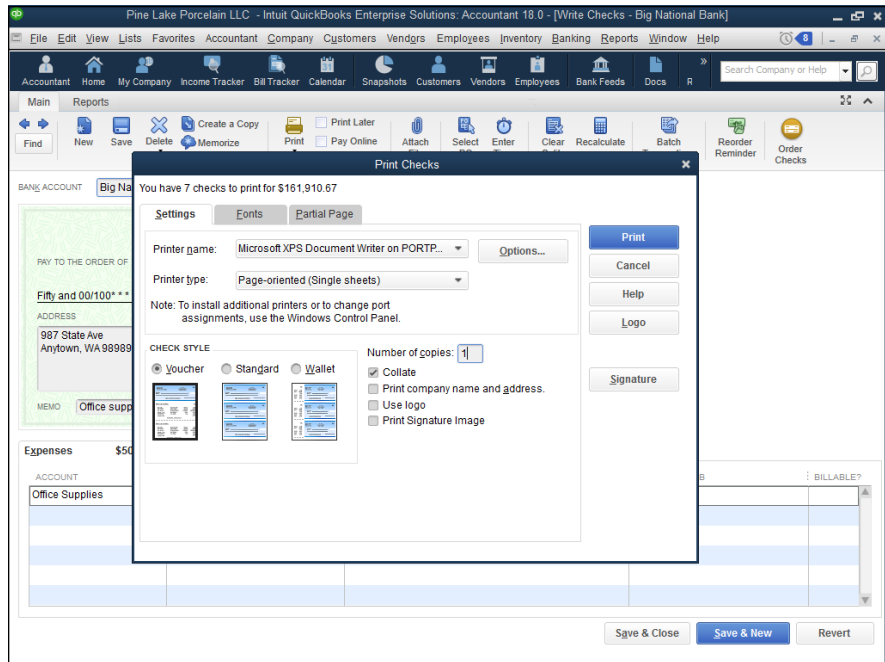 qb Pine Lake Porcelain LLC - Intuit QuickBooks Enterprise Solutions: Accountant 18.0 - [Write Checks - Big National Bank]
File Edit View Lists Favorites Accountant Company Customers Vendors Employees Inventory Banking Reports Window Help 8
Accountant Home My Company Income Tracker Bill Tracker Calendar Snapshots Customers Vendors Employees Bank Feeds Docs R Search Company or Help
31
Main Reports
Create a Copy Print Later
Find New Save Delete Memorize Print Pay Online Attach Select Enter Clear Recalculate Batch Reorder Reminder Order Checks
Print Checks
BANK ACCOUNT Big Na
You have 7 checks to print for $161,910.67
Settings Fonts Partial Page
Print
Printer name: Microsoft XPS Document Writer on PORTP... Options...
PAY TO THE ORDER OF
Cancel
Printer type: Page-oriented (Single sheets)
Fifty and 00/100* * *
Help
Note: To install additional printers or to change port
assignments, use the Windows Control Panel.
ADDRESS
Logo
987 State Ave
Anytown, WA 98989
CHECK STYLE
Number of copies: 1
Voucher Standard Wallet
Collate
Print company name and address.
Signature
Use logo
Print Signature Image
MEMO Office supp
Expenses $50
ACCOUNT B BILLABLE?
Office Supplies
Save & Close Save & New Revert